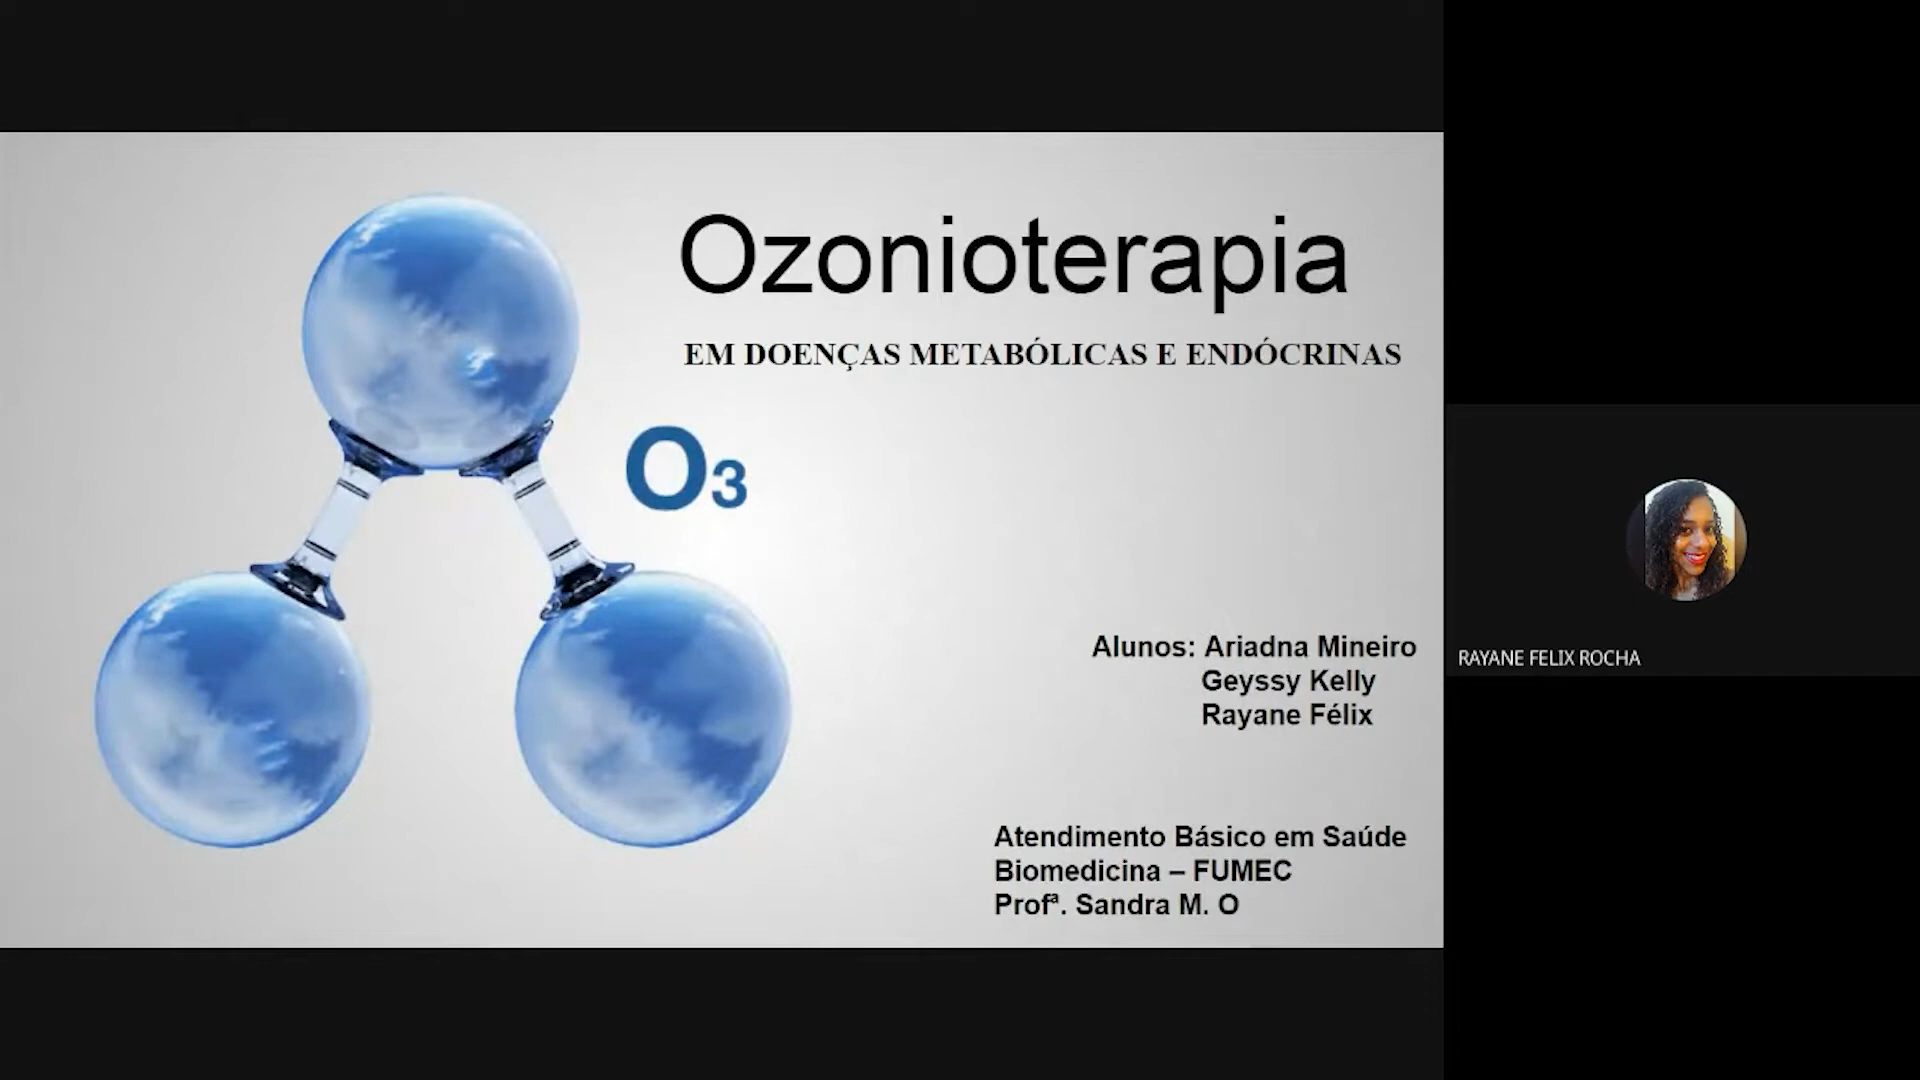 Ozonioterapia
EM DOENÇAS METABÓLICAS E ENDÓCRINAS
O3
Alunos: Ariadna Mineiro
Geyssy Kelly
Rayane Félix
Atendimento Básico em Saúde
Biomedicina – FUMEC
Profª. Sandra M. O
RAYANE FELIX ROCHA